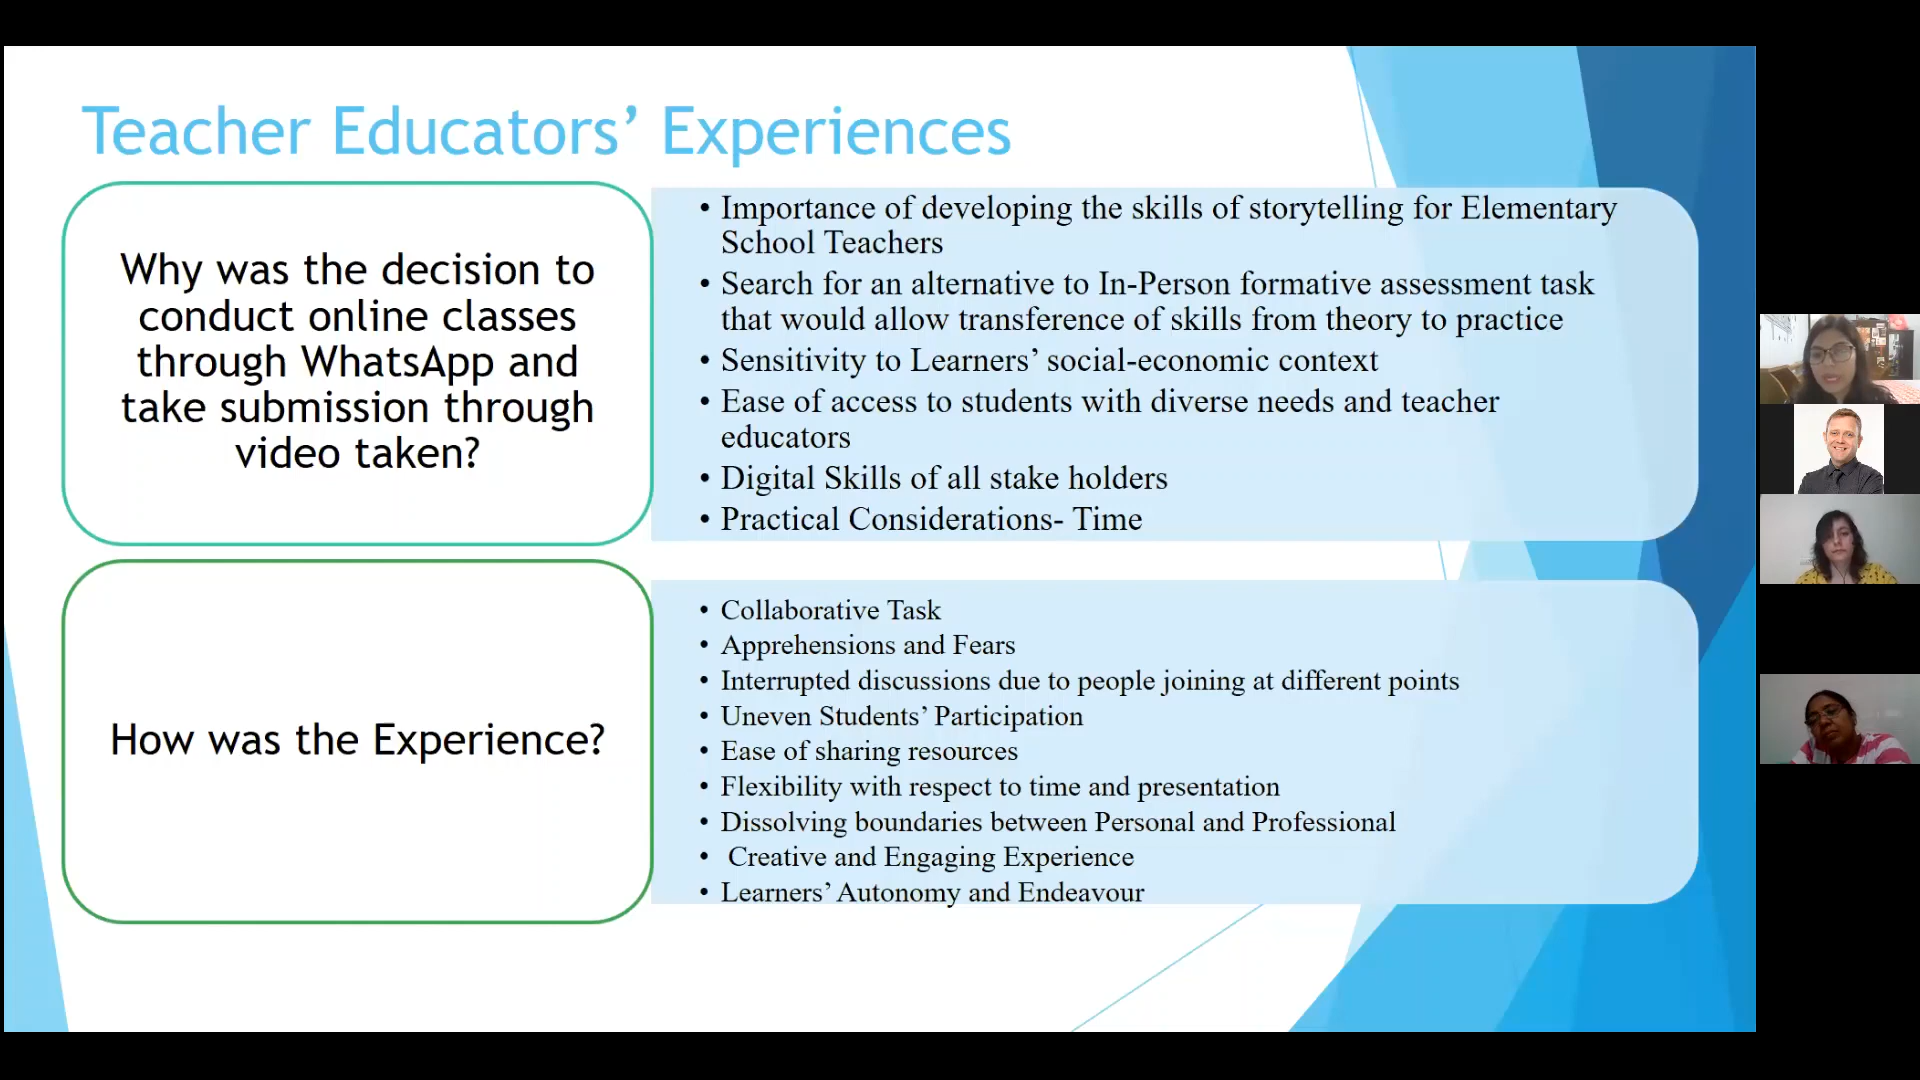 Teacher Educators’ Experiences
Why was the decision to
conduct online classes
through WhatsApp and
take submission through
video taken?
• Importance of developing the skills of storytelling for Elementary
School Teachers
• Search for an alternative to In-Person formative assessment task
that would allow transference of skills from theory to practice
• Sensitivity to Learners’ social-economic context
• Ease of access to students with diverse needs and teacher
educators
• Digital Skills of all stake holders
• Practical Considerations- Time
How was the Experience?
• Collaborative Task
• Apprehensions and Fears
• Interrupted discussions due to people joining at different points
• Uneven Students’ Participation
• Ease of sharing resources
• Flexibility with respect to time and presentation
• Dissolving boundaries between Personal and Professional
• Creative and Engaging Experience
• Learners’ Autonomy and Endeavour